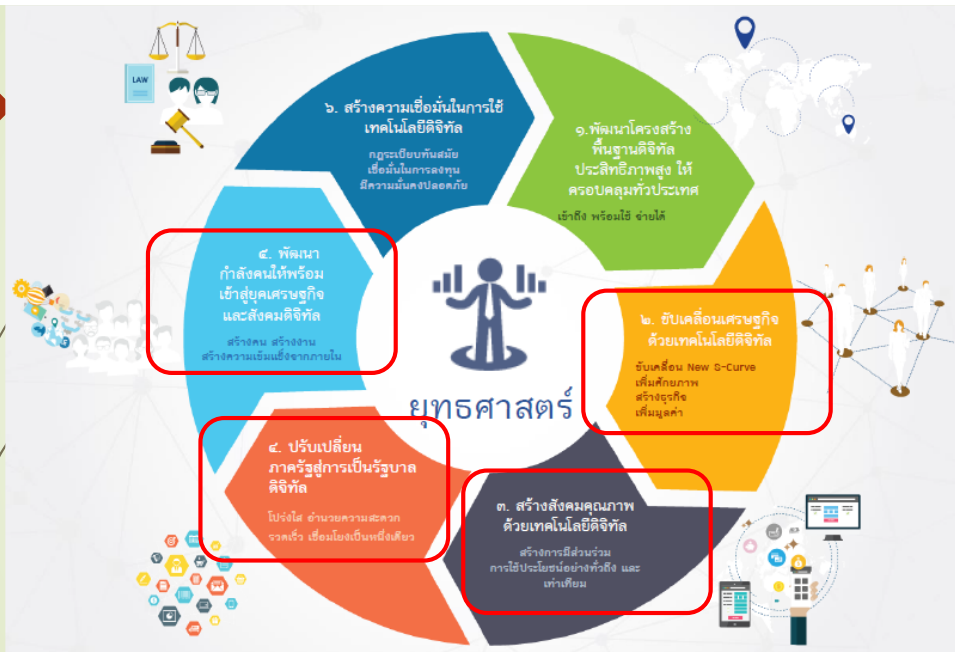 LAW
๖. สร้างความเชื่อมั่นในการใช้
เทคโนโลยีดิจิทัล
กฎระเบียบทันสมัย
เชื่อมั่นในการลงทุน
มีความมั่นคงปลอดภัย
๑.พัฒนาโครงสร้าง
พื้นฐานดิจิทัล
ประสิทธิภาพสูง ให้
ครอบคลุมทั่วประเทศ
เข้าถึง พร้อมใช้ จ่ายได้
๒. ขับเคลื่อนเศรษฐกิจ
ด้วยเทคโนโลยีดิจิทัล
ขับเคลื่อน New S-Curve
เพิ่มศักยภาพ
สร้างธุรกิจ
เพิ่มมูลค่า
๓. สร้างสังคมคุณภาพ
ด้วยเทคโนโลยีดิจิทัล
สร้างการมีส่วนร่วม
การใช้ประโยชน์อย่างทั่วถึง และ
เท่าเทียม
๔. ปรับเปลี่ยน
ภาครัฐสู่การเป็นรัฐบาล
ดิจิทัล
โปร่งใส อำนวยความสะดวก
รวดเร็ว เชื่อมโยงเป็นหนึ่งเดียว
๕. พัฒนา
กำลังคนให้พร้อม
เข้าสู่ยุคเศรษฐกิจ
และสังคมดิจิทัล
สร้างคน สร้างงาน
สร้างความเข้มแข็งจากภายใน
ยุทธศาสตร์